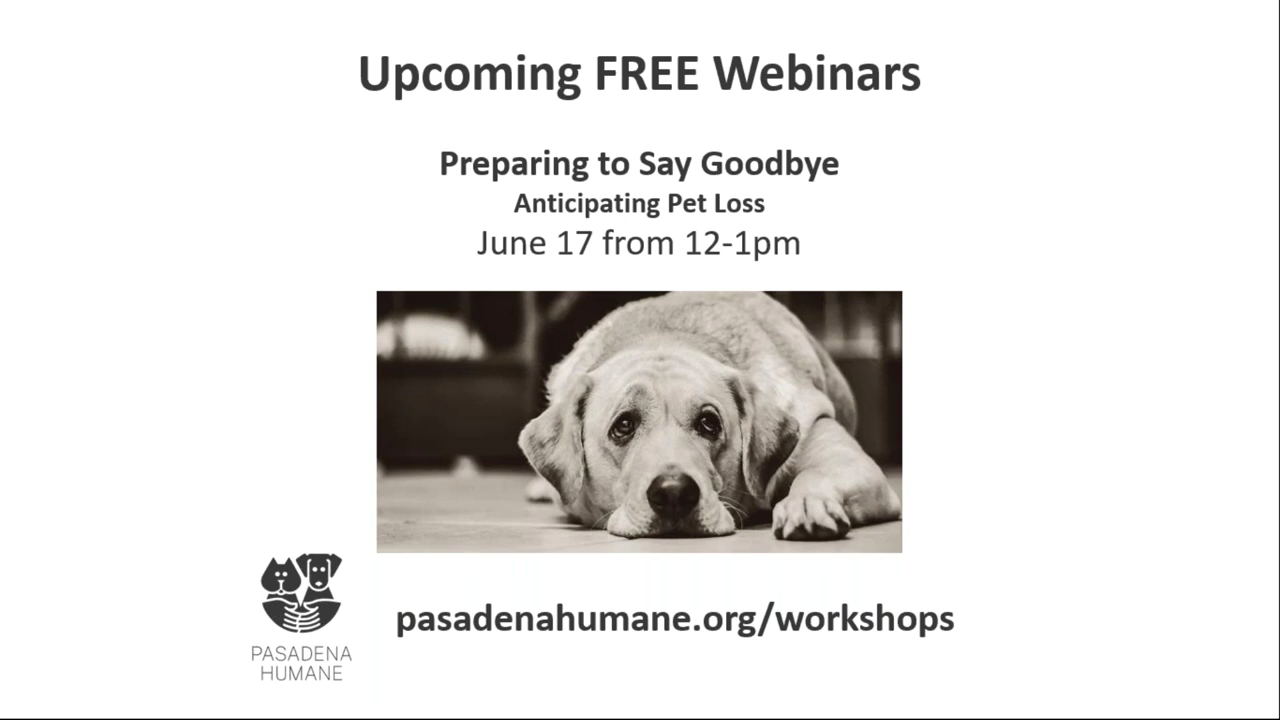 Upcoming FREE Webinars
Preparing to Say Goodbye
Anticipating Pet Loss
June 17 from 12-1pm
pasadenahumane.org/workshops
PASADENA
HUMANE